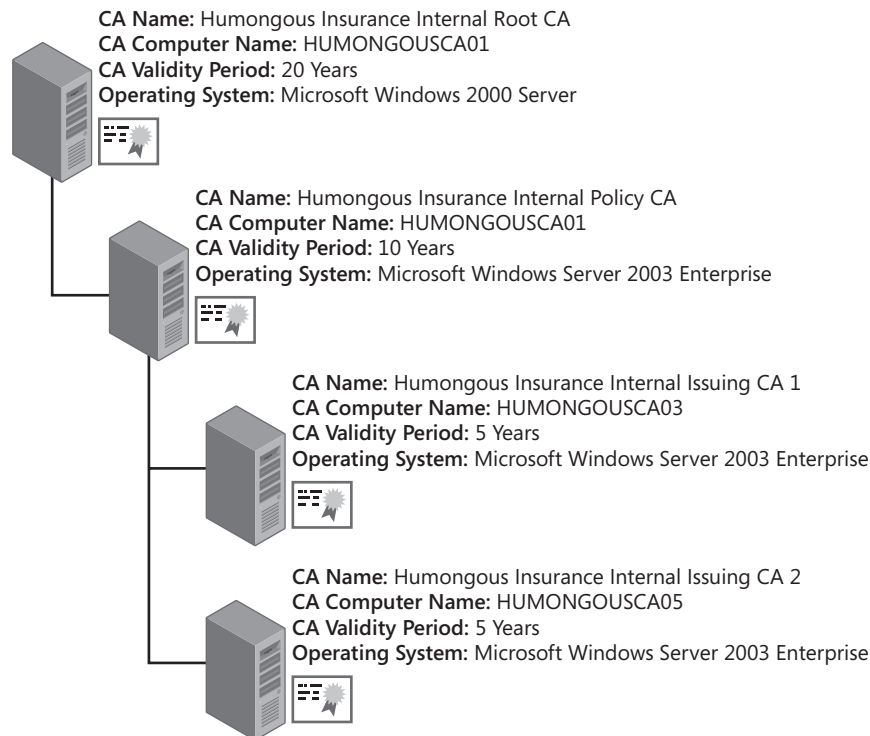 CA Name: Humongous Insurance Internal Root CA
CA Computer Name: HUMONGOUSCA01
CA Validity Period: 20 Years
Operating System: Microsoft Windows 2000 Server
CA Name: Humongous Insurance Internal Policy CA
CA Computer Name: HUMONGOUSCA01
CA Validity Period: 10 Years
Operating System: Microsoft Windows Server 2003 Enterprise
CA Name: Humongous Insurance Internal Issuing CA 1
CA Computer Name: HUMONGOUSCA03
CA Validity Period: 5 Years
Operating System: Microsoft Windows Server 2003 Enterprise
CA Name: Humongous Insurance Internal Issuing CA 2
CA Computer Name: HUMONGOUSCA05
CA Validity Period: 5 Years
Operating System: Microsoft Windows Server 2003 Enterprise